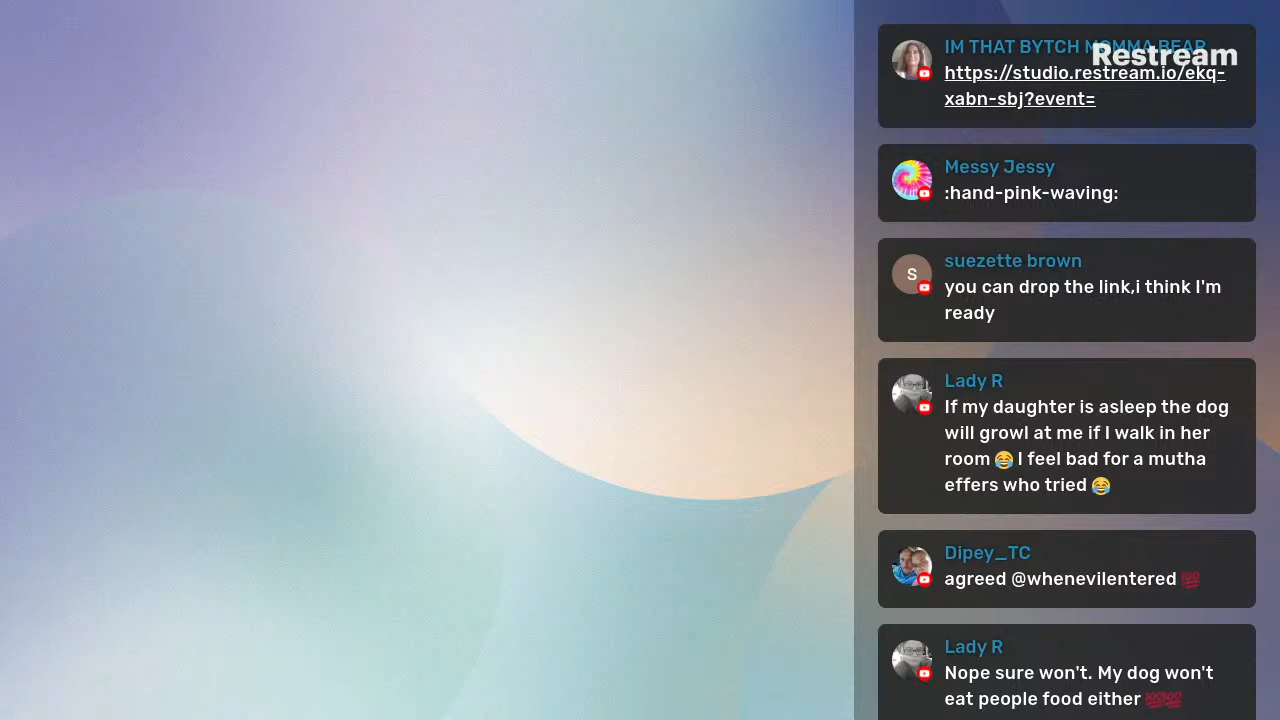 IM THAT BYTCH MOMMA BEAR
Restream
https://studio.restream.io/ekq-
xabn-sbj?event=
Messy Jessy
:hand-pink-waving:
S
suezette brown
you can drop the link,i think I'm
ready
Lady R
If my daughter is asleep the dog
will growl at me if I walk in her
room 😂 I feel bad for a mutha
effers who tried 😂
Dipey_TC
agreed @whenevilentered 💯
Lady R
Nope sure won't. My dog won't
eat people food either 💯💯